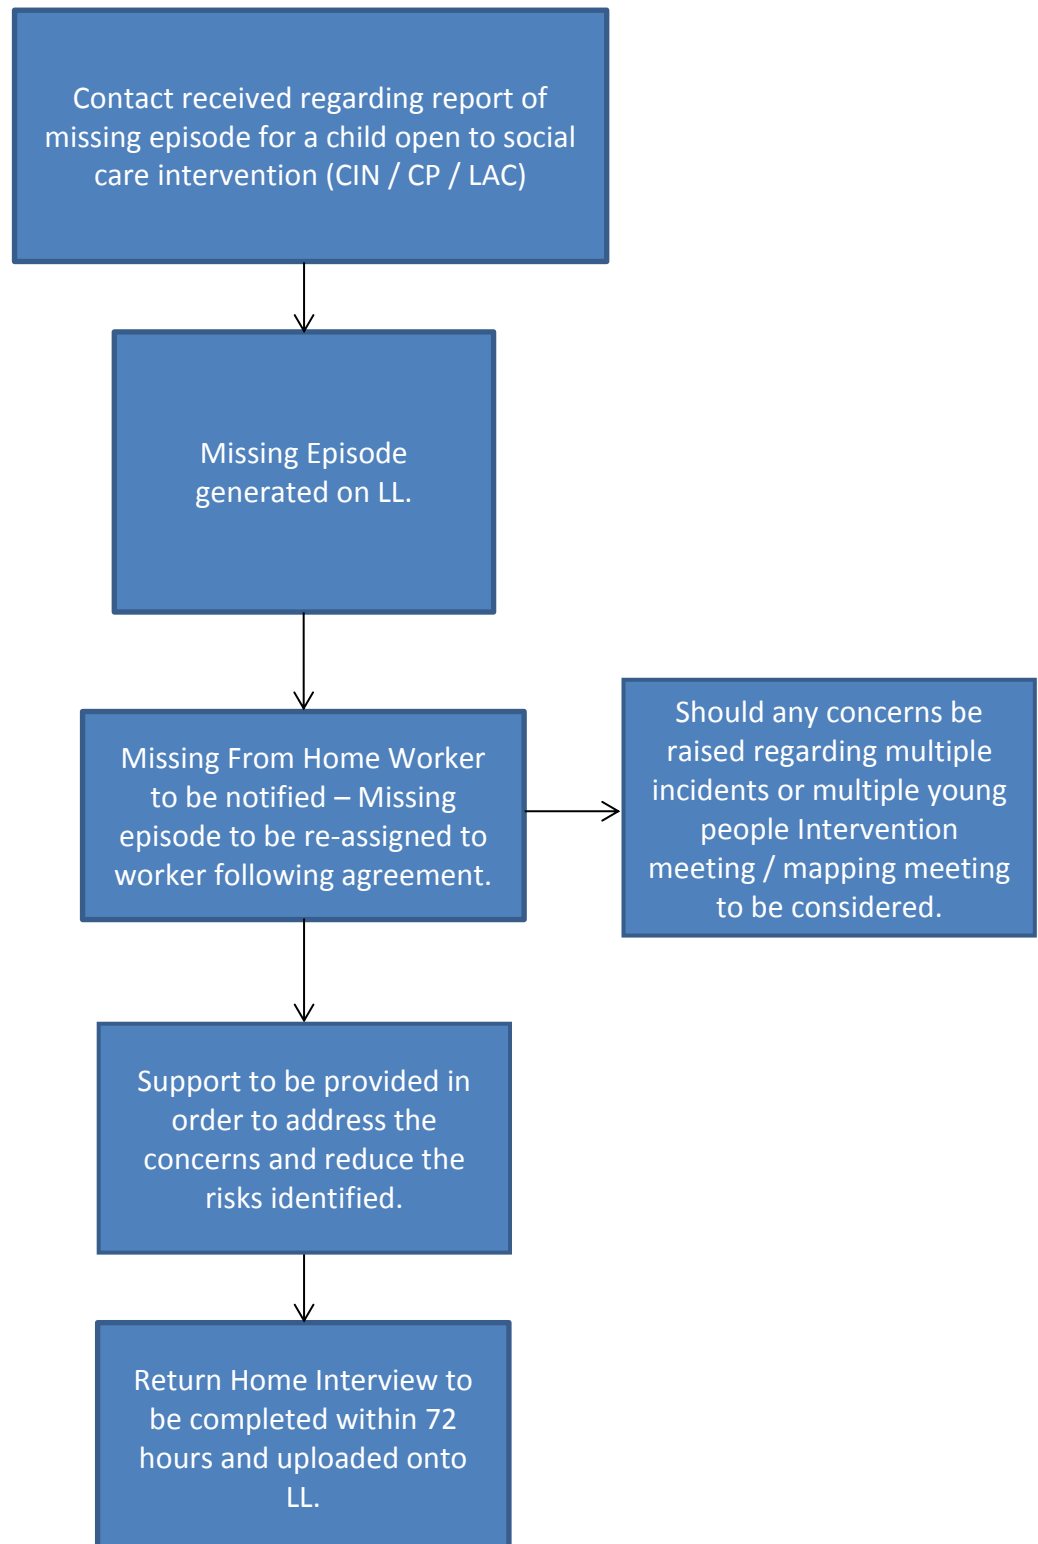 Contact received regarding report of
missing episode for a child open to social
care intervention (CIN / CP / LAC)
Missing Episode
generated on LL.
Missing From Home Worker
to be notified – Missing
episode to be re-assigned to
worker following agreement.
Should any concerns be
raised regarding multiple
incidents or multiple young
people Intervention
meeting / mapping meeting
to be considered.
Support to be provided in
order to address the
concerns and reduce the
risks identified.
Return Home Interview to
be completed within 72
hours and uploaded onto
LL.